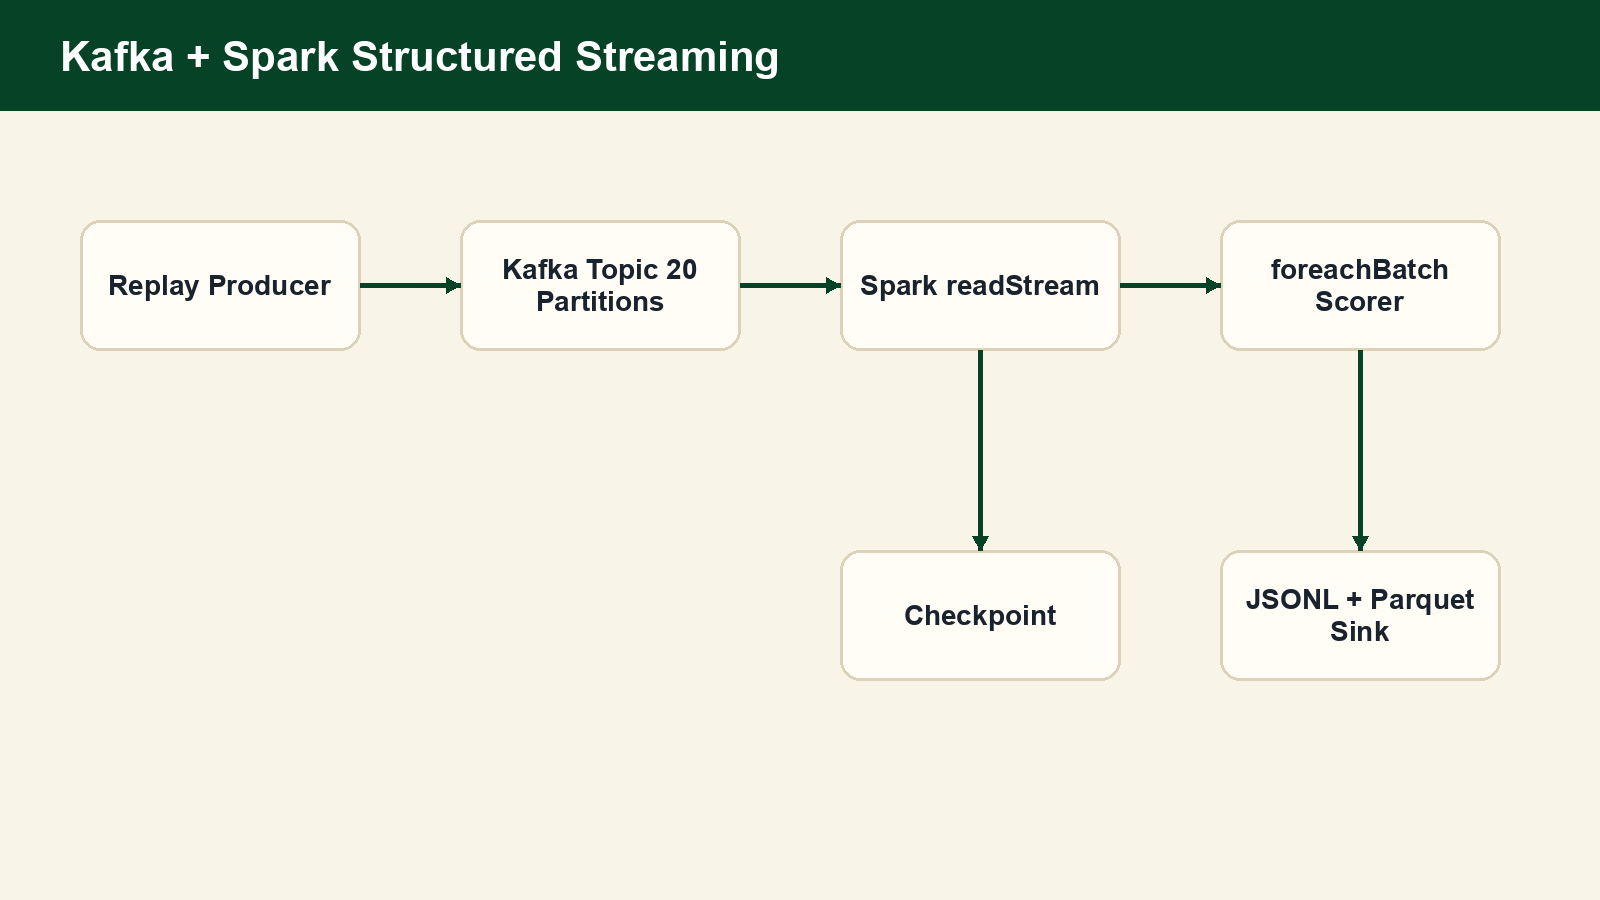 Kafka + Spark Structured Streaming
Replay Producer
Kafka Topic 20
Partitions
Spark readStream
foreachBatch
Scorer
Checkpoint
JSONL + Parquet
Sink